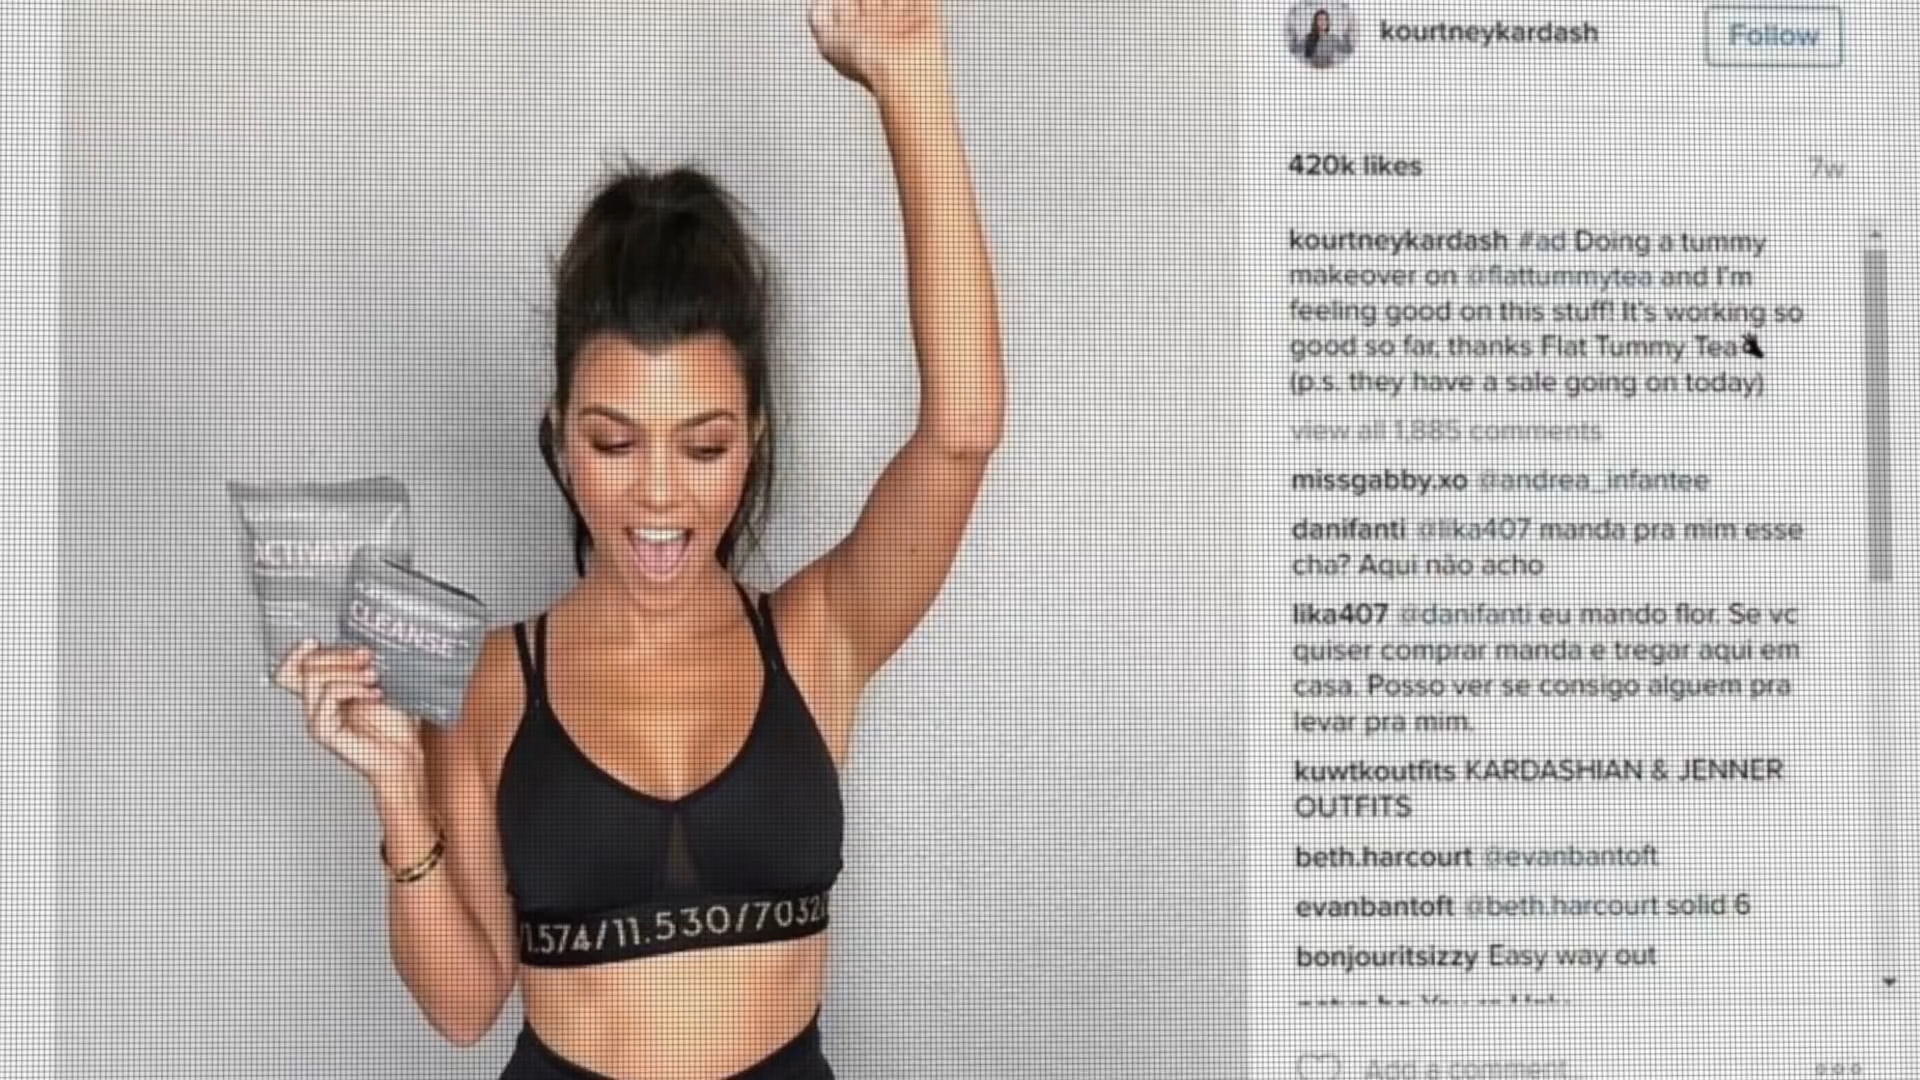 kourtneykardash
Follow
420k likes
7w
kourtneykardash #ad Doing a tummy
makeover on @flattummytea and I'm
feeling good on this stuff! It's working so
good so far, thanks Flat Tummy Tea
(p.s. they have a sale going on today)
view all 1,885 comments
missgabby.xo @andrea_infantee
danifanti @lika407 manda pra mim esse
cha? Aqui não acho
lika407 @danifanti eu mando flor. Se vc
quiser comprar manda e tregar aqui em
casa. Posso ver se consigo alguem pra
levar pra mim.
kuwtkoutfits KARDASHIAN & JENNER
OUTFITS
beth.harcourt @evanbantoft
evanbantoft @beth.harcourt solid 6
bonjouritsizzy Easy way out
Add a comment...
CLEANSE
1.574/11.530/7032